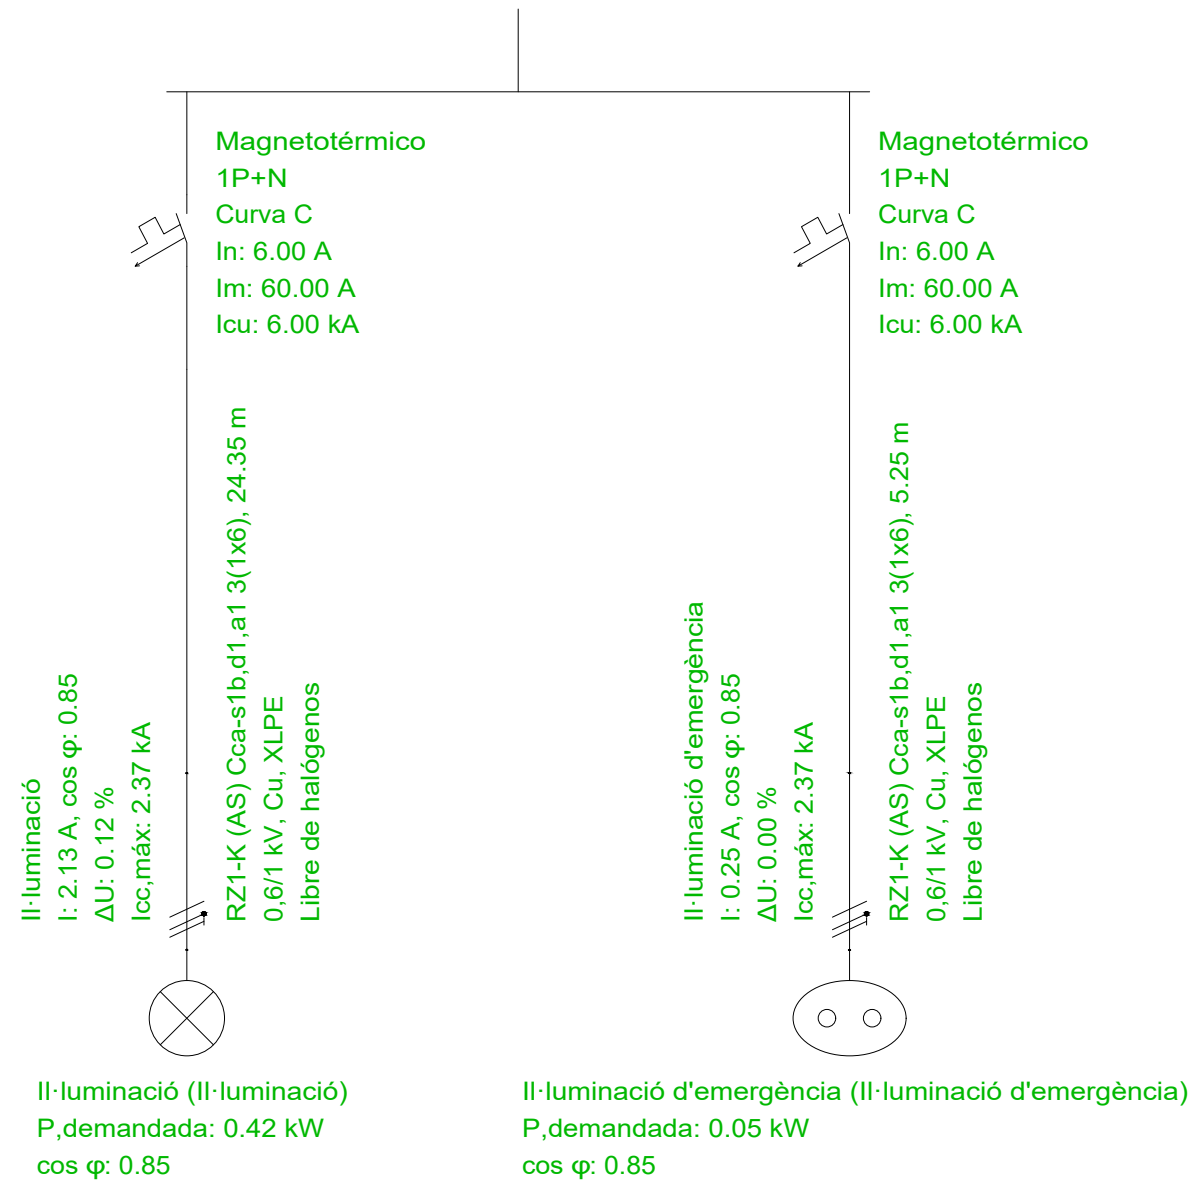 Magnetotérmico
1P+N
Curva C
In: 6.00 A
Im: 60.00 A
Icu: 6.00 kA
Il·luminació
I: 2.13 A, cos φ: 0.85
ΔU: 0.12 %
Icc,máx: 2.37 kA
RZ1-K (AS) Cca-s1b,d1,a1 3(1x6), 24.35 m
0,6/1 kV, Cu, XLPE
Libre de halógenos
Il·luminació (Il·luminació)
P,demandada: 0.42 kW
cos φ: 0.85
Magnetotérmico
1P+N
Curva C
In: 6.00 A
Im: 60.00 A
Icu: 6.00 kA
Il·luminació d'emergència
I: 0.25 A, cos φ: 0.85
ΔU: 0.00 %
Icc,máx: 2.37 kA
RZ1-K (AS) Cca-s1b,d1,a1 3(1x6), 5.25 m
0,6/1 kV, Cu, XLPE
Libre de halógenos
Il·luminació d'emergència (Il·luminació d'emergència)
P,demandada: 0.05 kW
cos φ: 0.85